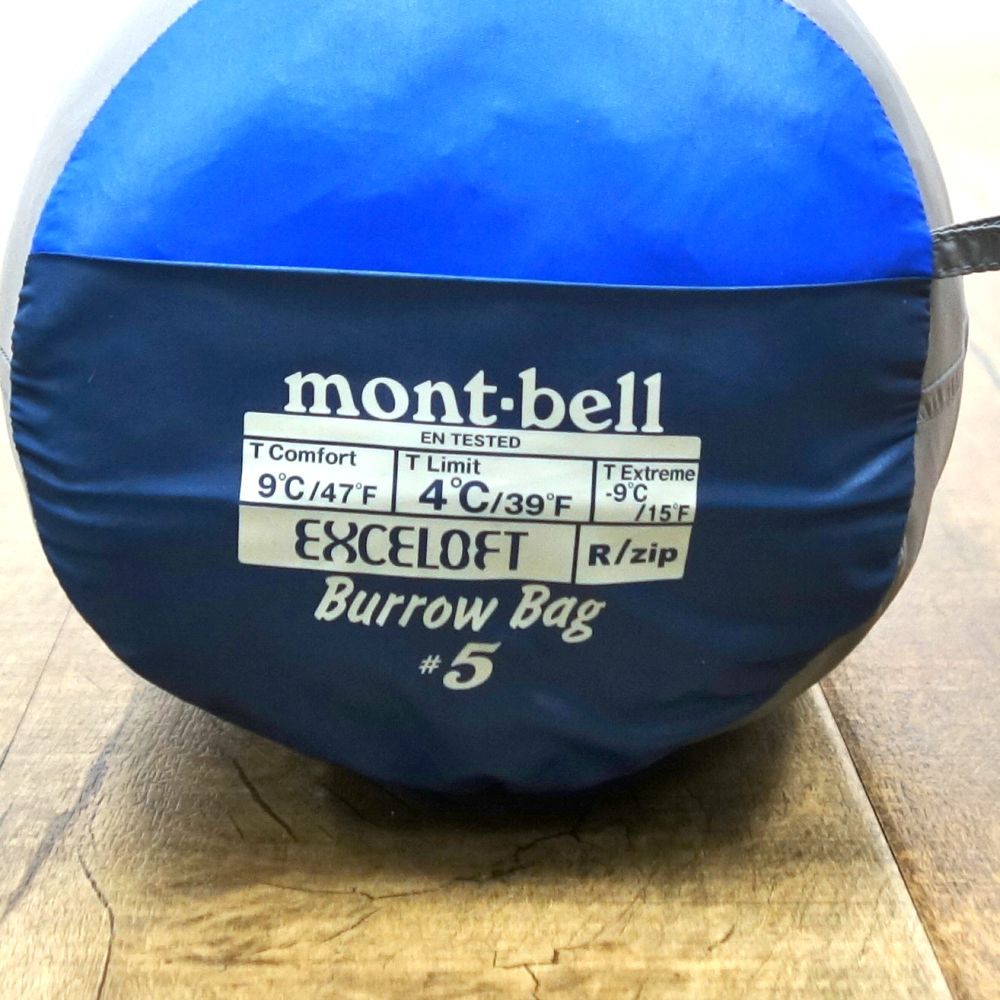 mont-bell
EN TESTED
T Comfort
9°C/47°F
T Limit
4°C/39°F
T Extreme
-9°C
/15°F
EXCELOFT
R/zip
Burrow Bag
#5